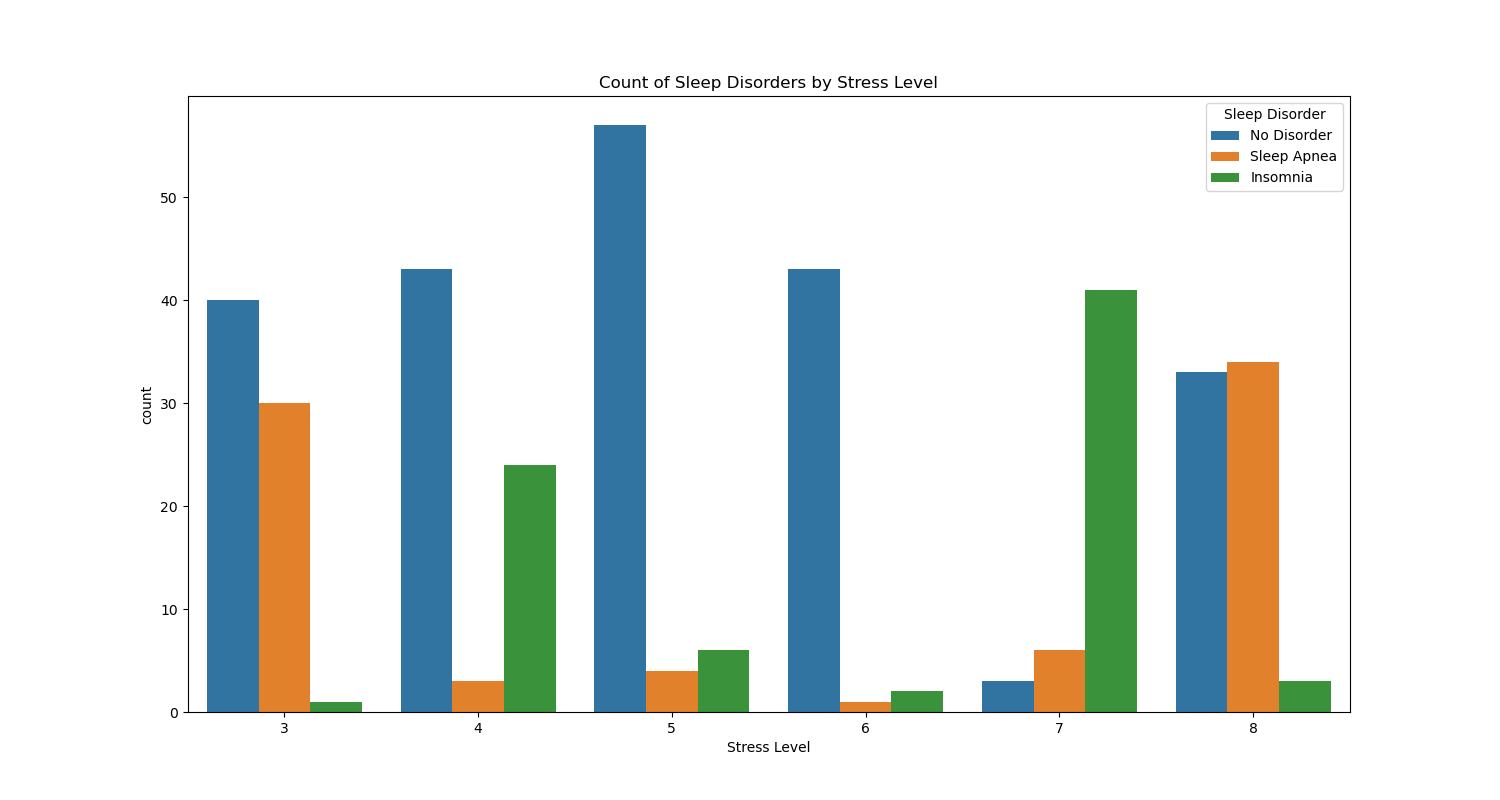 Count of Sleep Disorders by Stress Level
Sleep Disorder
No Disorder
Sleep Apnea
Insomnia
50
40
30
20
10
0
count
3 4 5 6 7 8
Stress Level